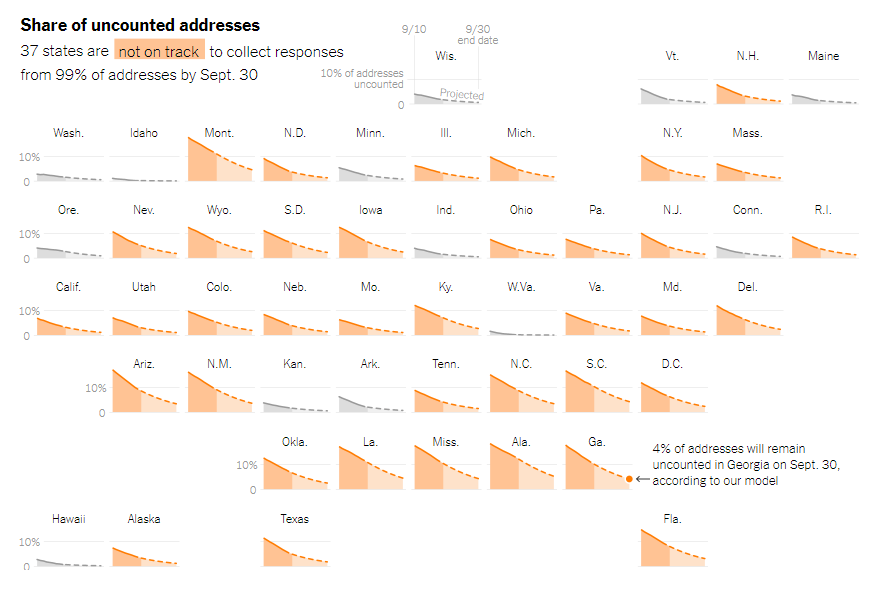 Share of uncounted addresses
37 states are not on track to collect responses
from 99% of addresses by Sept. 30
9/10
9/30
end date
10% of addresses
uncounted
0
Wis.
Projected
Vt.
N.H.
Maine
Wash.
Idaho
Mont.
N.D.
Minn.
Ill.
Mich.
N.Y.
Mass.
10%
0
Ore.
Nev.
Wyo.
S.D.
Iowa
Ind.
Ohio
Pa.
N.J.
Conn.
R.I.
10%
0
Calif.
Utah
Colo.
Neb.
Mo.
Ky.
W.Va.
Va.
Md.
Del.
10%
0
Ariz.
N.M.
Kan.
Ark.
Tenn.
N.C.
S.C.
D.C.
10%
0
Okla.
La.
Miss.
Ala.
Ga.
10%
0
4% of addresses will remain
uncounted in Georgia on Sept. 30,
according to our model
Hawaii
Alaska
Texas
Fla.
10%
0